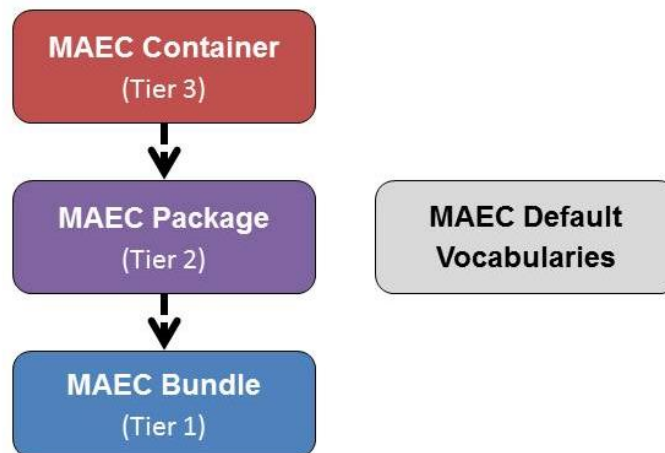 MAEC Container
(Tier 3)
MAEC Package
(Tier 2)
MAEC Default
Vocabularies
MAEC Bundle
(Tier 1)